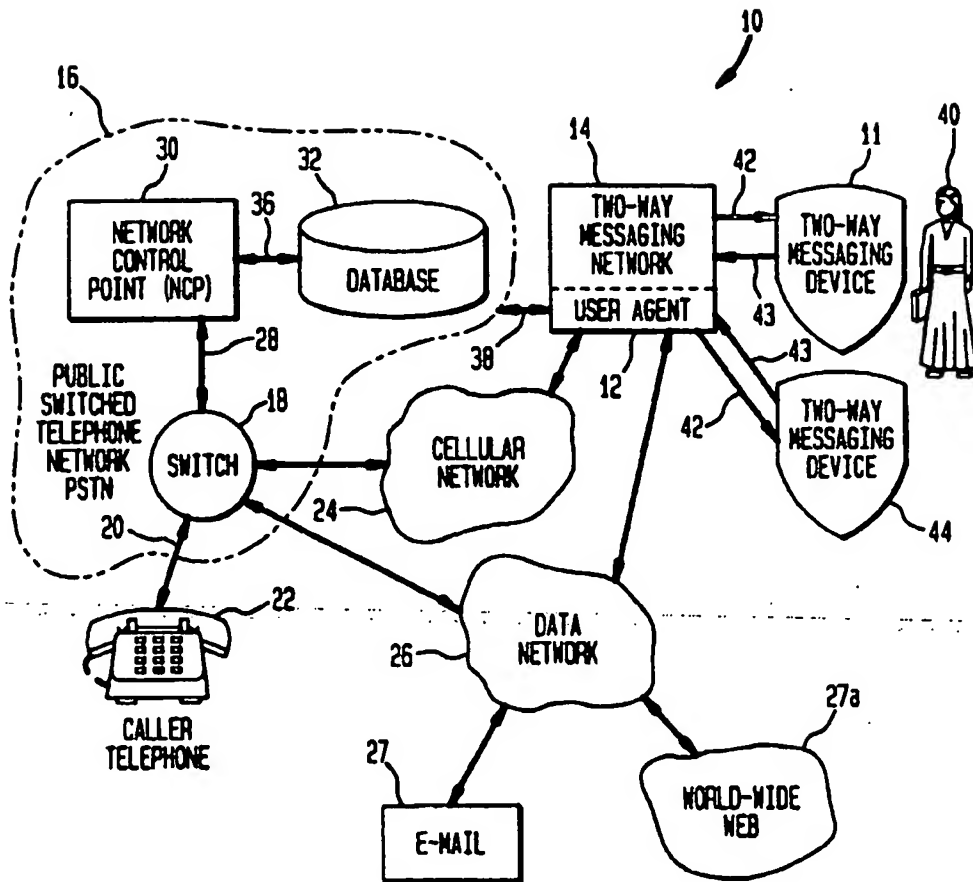 10
16
30
32
14
42
11
40
NETWORK
CONTROL
POINT (NCP)
36
DATABASE
TWO-WAY
MESSAGING
NETWORK
USER AGENT
TWO-WAY
MESSAGING
DEVICE
43
38
28
12
43
42
PUBLIC
SWITCHED
TELEPHONE
NETWORK
PSTN
18
SWITCH
CELLULAR
NETWORK
24
TWO-WAY
MESSAGING
DEVICE
44
20
22
CALLER
TELEPHONE
DATA
NETWORK
26
27
E-MAIL
27a
WORLD-WIDE
WEB